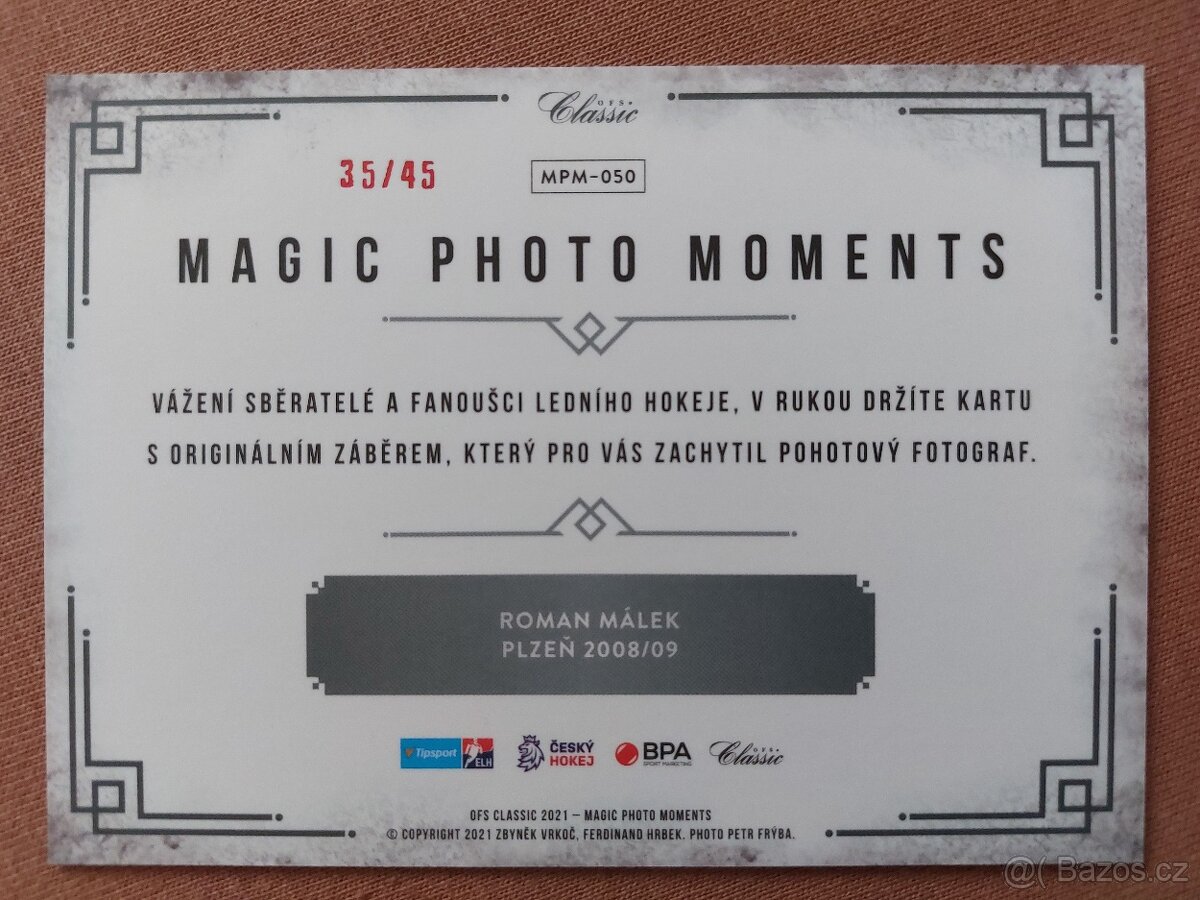 OFS.
Classic
35/45
MPM-050
MAGIC PHOTO MOMENTS
VÁŽENÍ SBĚRATELÉ A FANOUŠCI LEDNÍHO HOKEJE, V RUKOU DRŽÍTE KARTU
S ORIGINÁLNÍM ZÁBĚREM, KTERÝ PRO VÁS ZACHYTIL POHOTOVÝ FOTOGRAF.
ROMAN MÁLEK
PLZEŇ 2008/09
Tipsport ELH ČESKÝ HOKEJ BPA SPORT MARKETING OFS. Classic
OFS CLASSIC 2021 – MAGIC PHOTO MOMENTS
© COPYRIGHT 2021 ZBYNĚK VRKOČ, FERDINAND HRBEK. PHOTO PETR FRÝBA.
@( Bazos.cz